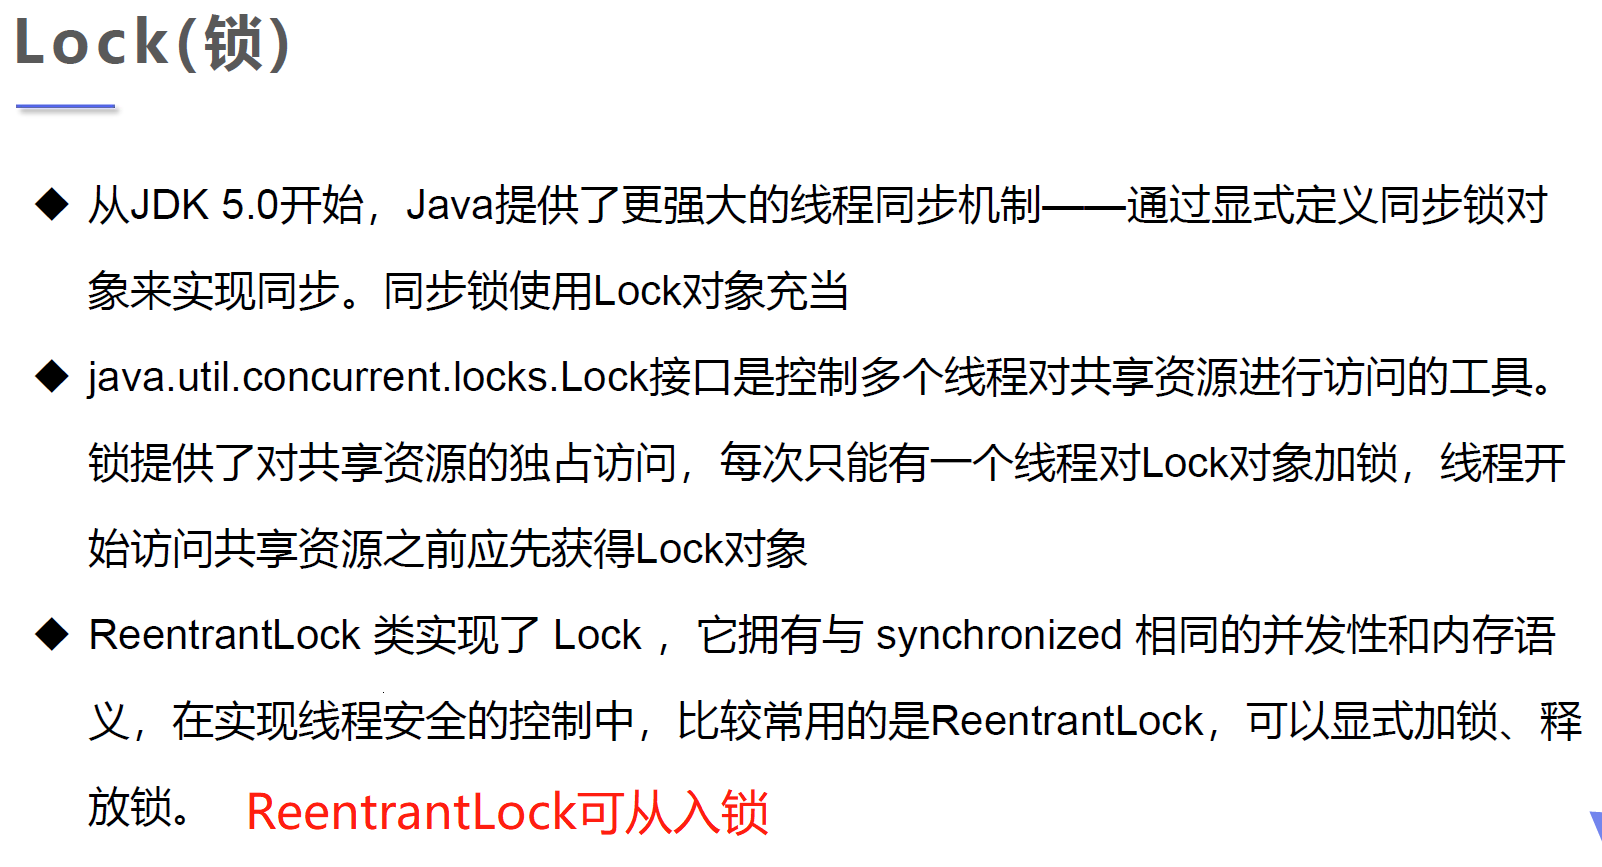 Lock(锁)
◆ 从JDK 5.0开始，Java提供了更强大的线程同步机制——通过显式定义同步锁对
象来实现同步。同步锁使用Lock对象充当
◆ java.util.concurrent.locks.Lock接口是控制多个线程对共享资源进行访问的工具。
锁提供了对共享资源的独占访问，每次只能有一个线程对Lock对象加锁，线程开
始访问共享资源之前应先获得Lock对象
◆ ReentrantLock 类实现了 Lock ，它拥有与 synchronized 相同的并发性和内存语
义，在实现线程安全的控制中，比较常用的是ReentrantLock，可以显式加锁、释
放锁。 ReentrantLock可从入锁